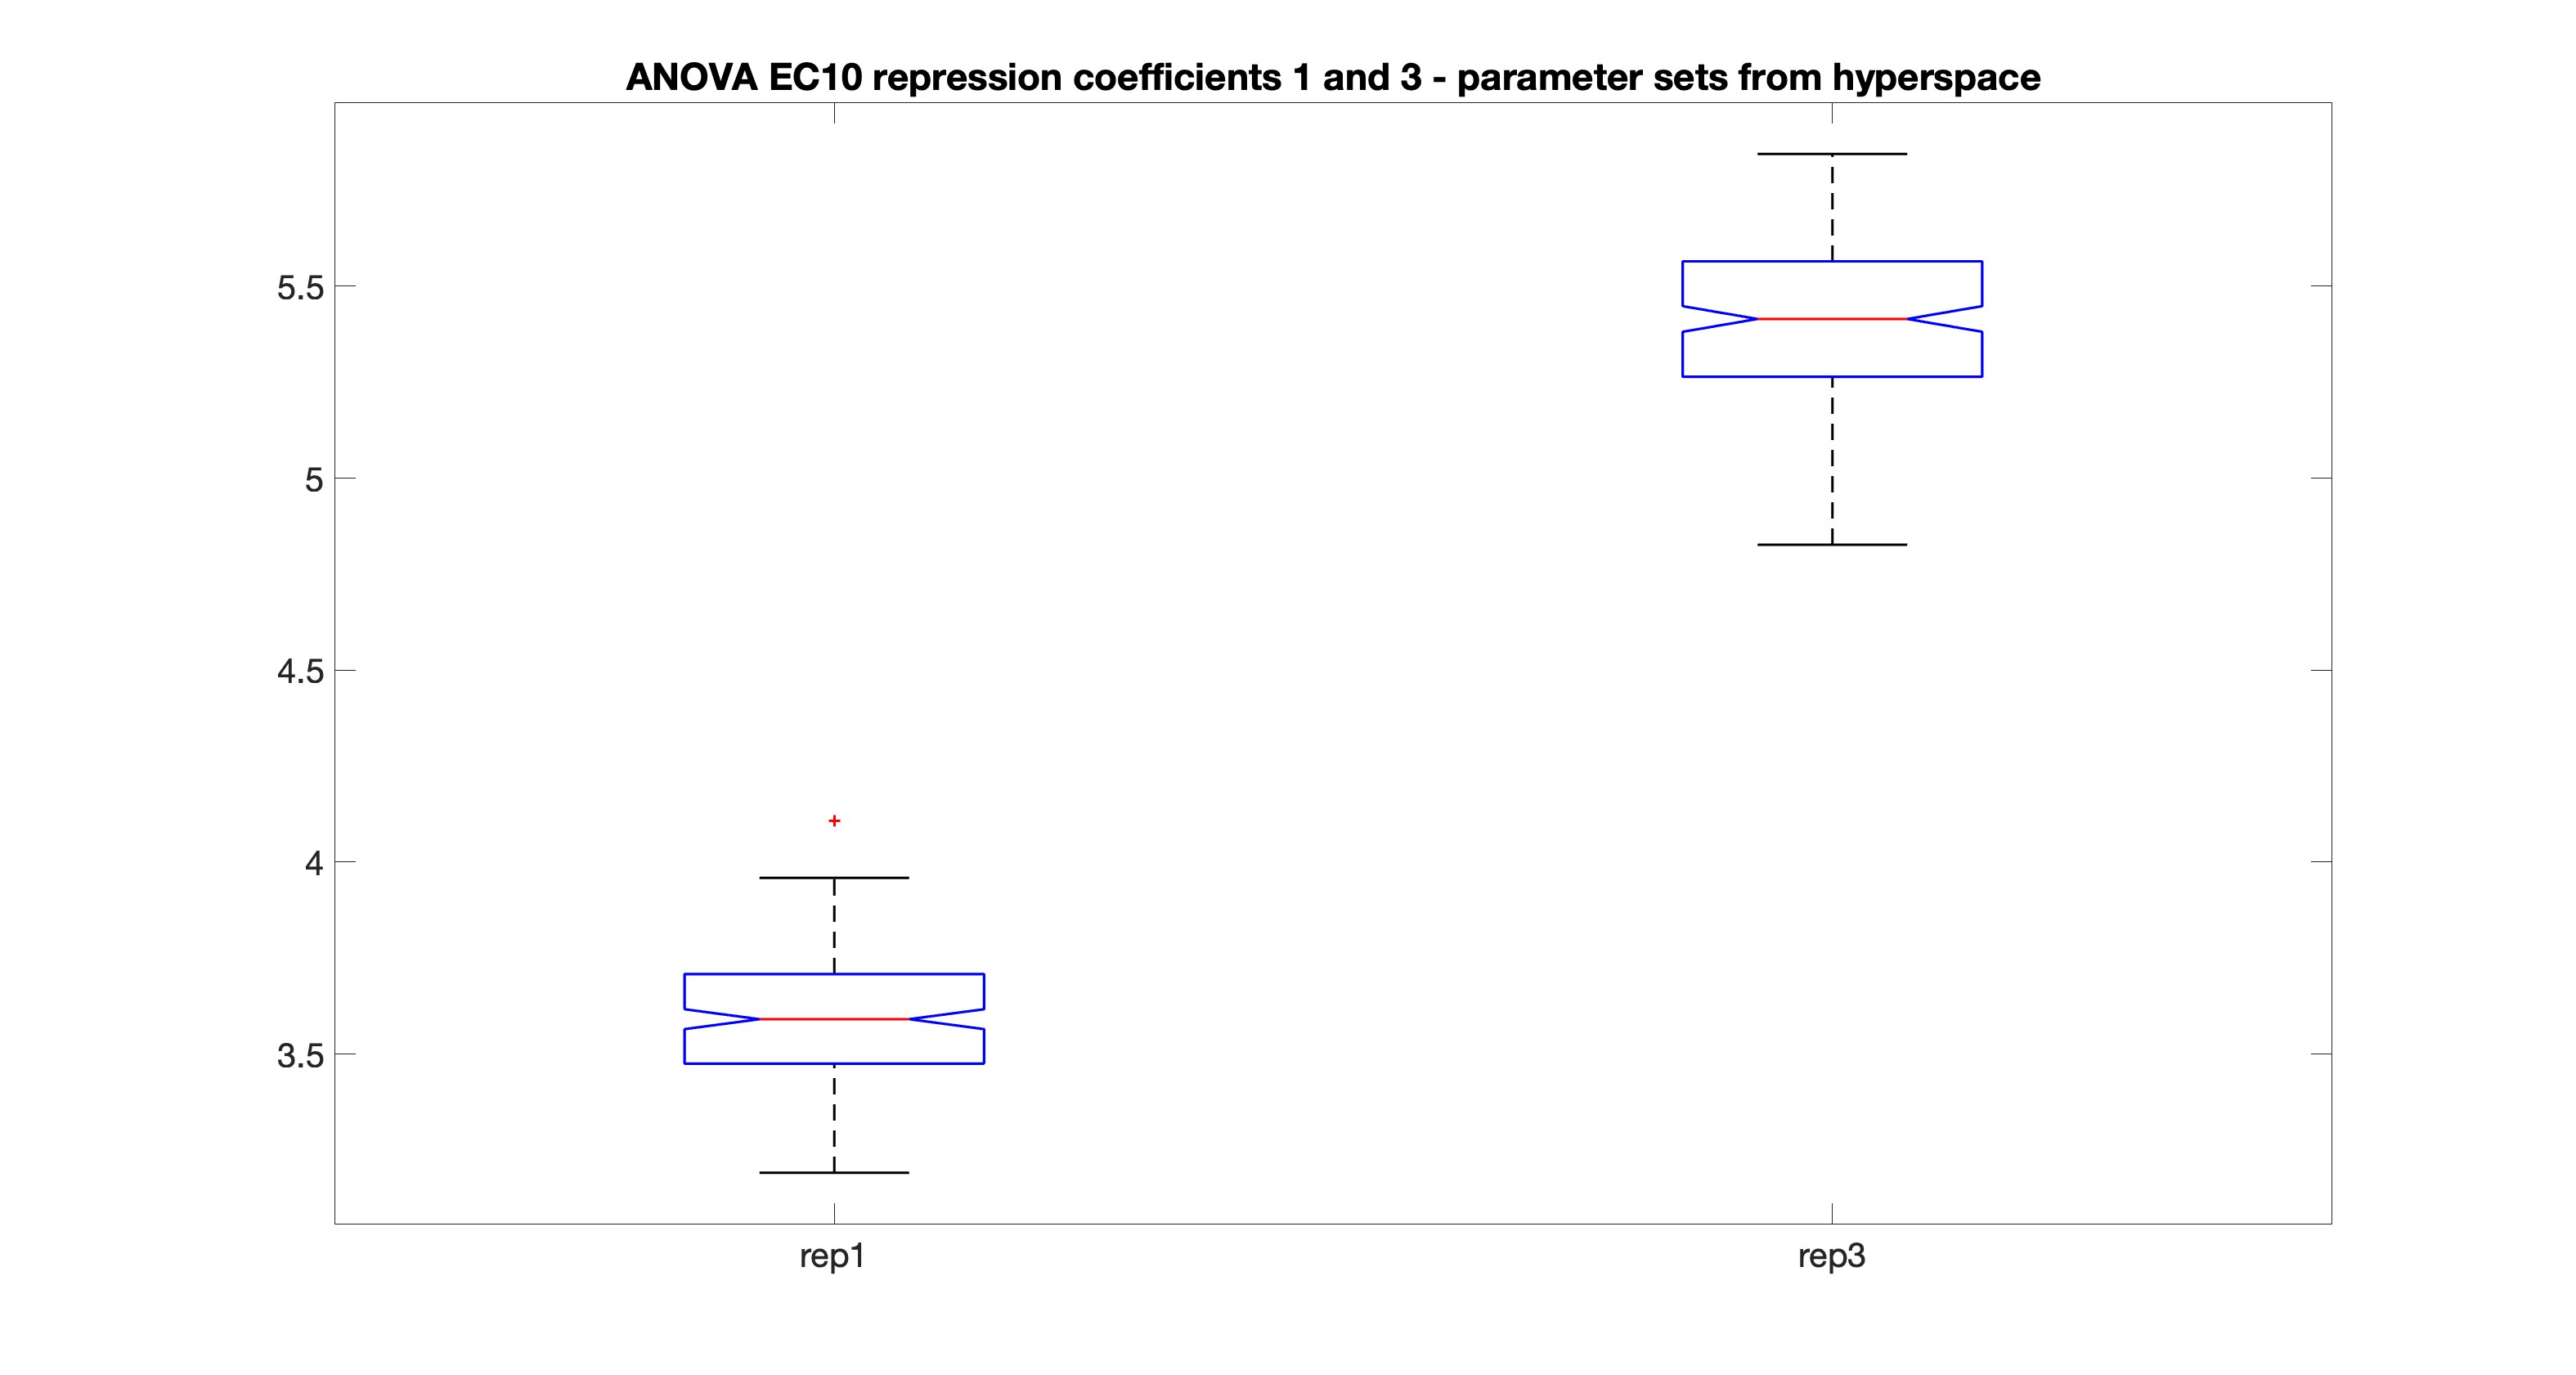 ANOVA EC10 repression coefficients 1 and 3 - parameter sets from hyperspace
5.5
5
4.5
4
3.5
rep1 rep3